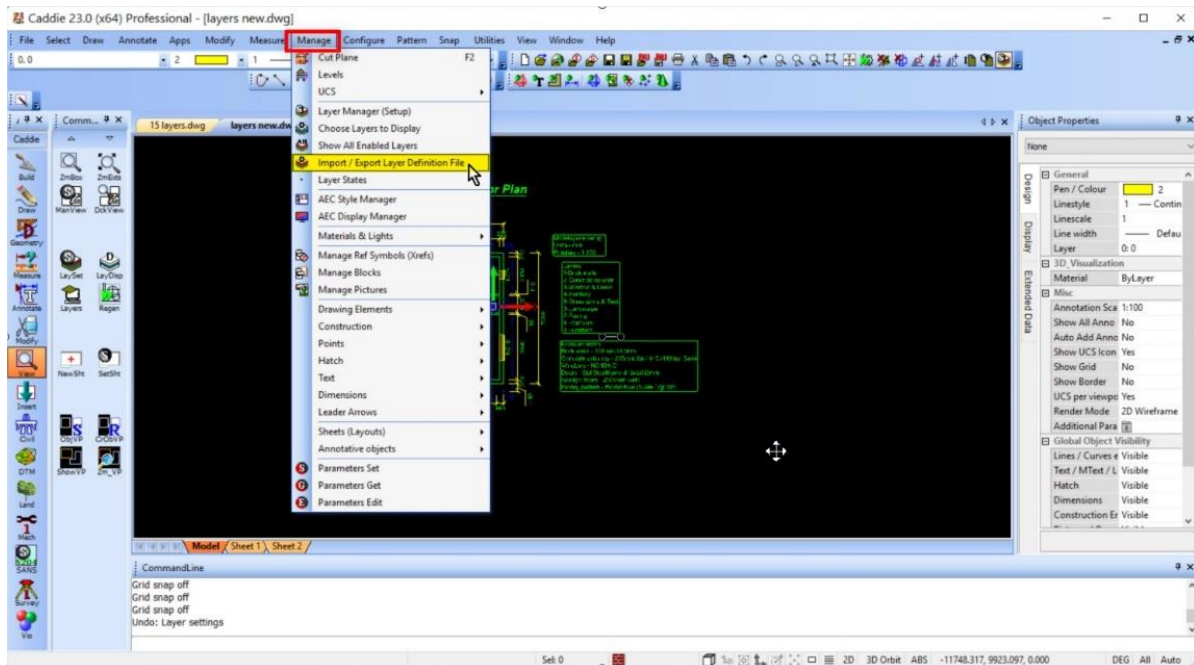 Caddie 23.0 (x64) Professional - [layers new.dwg]
File Select Draw Annotate Apps Modify Measure Manage Configure Pattern Snap Utilities View Window Help
0, 0 2 1
Comm...
15 layers.dwg layers new.dw
Caddie
Build
ZmBox ZmExts
Draw
ManView DckView
Geometry
Measure
LaySet LayDisp
Annotate
Layers Regen
Modify
View
NewSht SetSht
Insert
Civil
ObjVP ClObVP
DTM
ShowVP Zm_VP
Land
Mech
SANS
Survey
Viz
Cut Plane F2
Levels
UCS
Layer Manager (Setup)
Choose Layers to Display
Show All Enabled Layers
Import / Export Layer Definition File
Layer States
AEC Style Manager
AEC Display Manager
Materials & Lights
Manage Ref Symbols (Xrefs)
Manage Blocks
Manage Pictures
Drawing Elements
Construction
Points
Hatch
Text
Dimensions
Leader Arrows
Sheets (Layouts)
Annotative objects
Parameters Set
Parameters Get
Parameters Edit
or Plan
Object Properties
None
Design
Display
Extended Data
General
Pen / Colour 2
Linestyle 1 Contin
Linescale 1
Line width Defau
Layer 0: 0
3D_Visualization
Material ByLayer
Misc
Annotation Sca 1:100
Show All Anno No
Auto Add Anno No
Show UCS Icon Yes
Show Grid No
Show Border No
UCS per viewpo Yes
Render Mode 2D Wireframe
Additional Para
Global Object Visibility
Lines / Curves e Visible
Text / MText / L Visible
Hatch Visible
Dimensions Visible
Construction Er Visible
Model Sheet 1 Sheet 2
CommandLine
Grid snap off
Grid snap off
Grid snap off
Undo: Layer settings
Sel: 0 2D 3D Orbit ABS -11748.317, 9923.097, 0.000 DEG All Auto